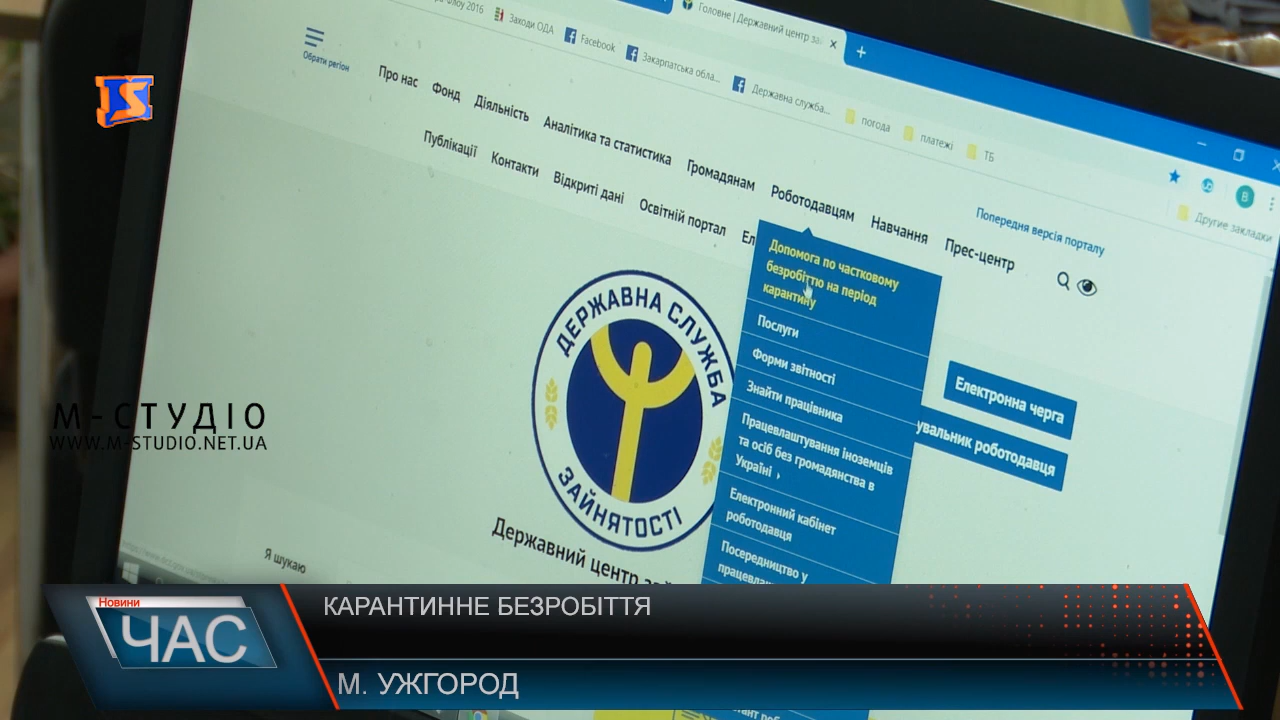 Флоу 2016
Заходи ОДА
Facebook
Закарпатська обла...
Державна служба...
погода
платежі
ТБ
Другие закладки
Головне | Державний центр за
Обрати регіон
Попередня версія порталу
Про нас
Фонд
Діяльність
Аналітика та статистика
Громадянам
Роботодавцям
Навчання
Прес-центр
Публікації
Контакти
Відкриті дані
Освітній портал
Ел
Допомога по частковому
безробіттю на період
карантину
Послуги
Форми звітності
Знайти працівника
Працевлаштування іноземців
та осіб без громадянства в
Україні
Електронний кабінет
роботодавця
Посередництво у
Електронна черга
увальник роботодавця
ДЕРЖАВНА СЛУЖБА
ЗАЙНЯТОСТІ
Державний центр
Я шукаю
М-СТУДІО
WWW.M-STUDIO.NET.UA
Новини
ЧАС
КАРАНТИННЕ БЕЗРОБІТТЯ
М. УЖГОРОД